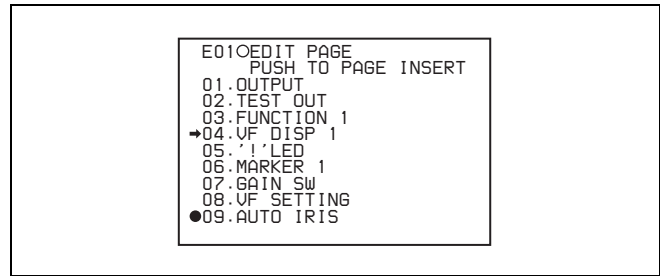 E01○EDIT PAGE
PUSH TO PAGE INSERT
01.OUTPUT
02.TEST OUT
03.FUNCTION 1
➡04.VF DISP 1
05.'!'LED
06.MARKER 1
07.GAIN SW
08.VF SETTING
●09.AUTO IRIS